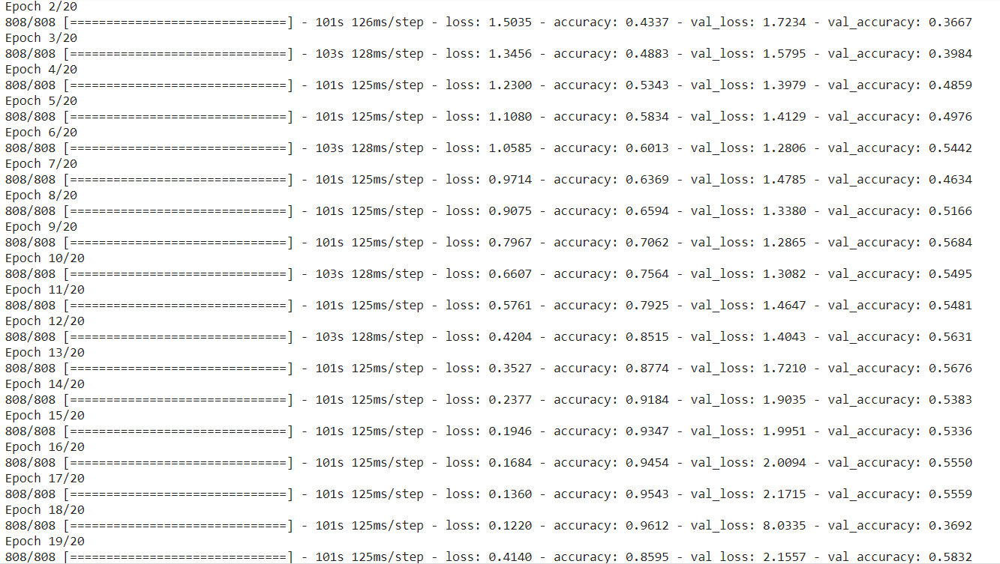 Epoch 2/20
808/808 [==============================] - 101s 126ms/step - loss: 1.5035 - accuracy: 0.4337 - val_loss: 1.7234 - val_accuracy: 0.3667
Epoch 3/20
808/808 [==============================] - 103s 128ms/step - loss: 1.3456 - accuracy: 0.4883 - val_loss: 1.5795 - val_accuracy: 0.3984
Epoch 4/20
808/808 [==============================] - 101s 125ms/step - loss: 1.2300 - accuracy: 0.5343 - val_loss: 1.3979 - val_accuracy: 0.4859
Epoch 5/20
808/808 [==============================] - 101s 125ms/step - loss: 1.1080 - accuracy: 0.5834 - val_loss: 1.4129 - val_accuracy: 0.4976
Epoch 6/20
808/808 [==============================] - 103s 128ms/step - loss: 1.0585 - accuracy: 0.6013 - val_loss: 1.2806 - val_accuracy: 0.5442
Epoch 7/20
808/808 [==============================] - 101s 125ms/step - loss: 0.9714 - accuracy: 0.6369 - val_loss: 1.4785 - val_accuracy: 0.4634
Epoch 8/20
808/808 [==============================] - 101s 125ms/step - loss: 0.9075 - accuracy: 0.6594 - val_loss: 1.3380 - val_accuracy: 0.5166
Epoch 9/20
808/808 [==============================] - 101s 125ms/step - loss: 0.7967 - accuracy: 0.7062 - val_loss: 1.2865 - val_accuracy: 0.5684
Epoch 10/20
808/808 [==============================] - 103s 128ms/step - loss: 0.6607 - accuracy: 0.7564 - val_loss: 1.3082 - val_accuracy: 0.5495
Epoch 11/20
808/808 [==============================] - 101s 125ms/step - loss: 0.5761 - accuracy: 0.7925 - val_loss: 1.4647 - val_accuracy: 0.5481
Epoch 12/20
808/808 [==============================] - 103s 128ms/step - loss: 0.4204 - accuracy: 0.8515 - val_loss: 1.4043 - val_accuracy: 0.5631
Epoch 13/20
808/808 [==============================] - 101s 125ms/step - loss: 0.3527 - accuracy: 0.8774 - val_loss: 1.7210 - val_accuracy: 0.5676
Epoch 14/20
808/808 [==============================] - 101s 125ms/step - loss: 0.2377 - accuracy: 0.9184 - val_loss: 1.9035 - val_accuracy: 0.5383
Epoch 15/20
808/808 [==============================] - 101s 125ms/step - loss: 0.1946 - accuracy: 0.9347 - val_loss: 1.9951 - val_accuracy: 0.5336
Epoch 16/20
808/808 [==============================] - 101s 125ms/step - loss: 0.1684 - accuracy: 0.9454 - val_loss: 2.0094 - val_accuracy: 0.5550
Epoch 17/20
808/808 [==============================] - 101s 125ms/step - loss: 0.1360 - accuracy: 0.9543 - val_loss: 2.1715 - val_accuracy: 0.5559
Epoch 18/20
808/808 [==============================] - 101s 125ms/step - loss: 0.1220 - accuracy: 0.9612 - val_loss: 8.0335 - val_accuracy: 0.3692
Epoch 19/20
808/808 [==============================] - 101s 125ms/step - loss: 0.4140 - accuracy: 0.8595 - val_loss: 2.1557 - val_accuracy: 0.5832